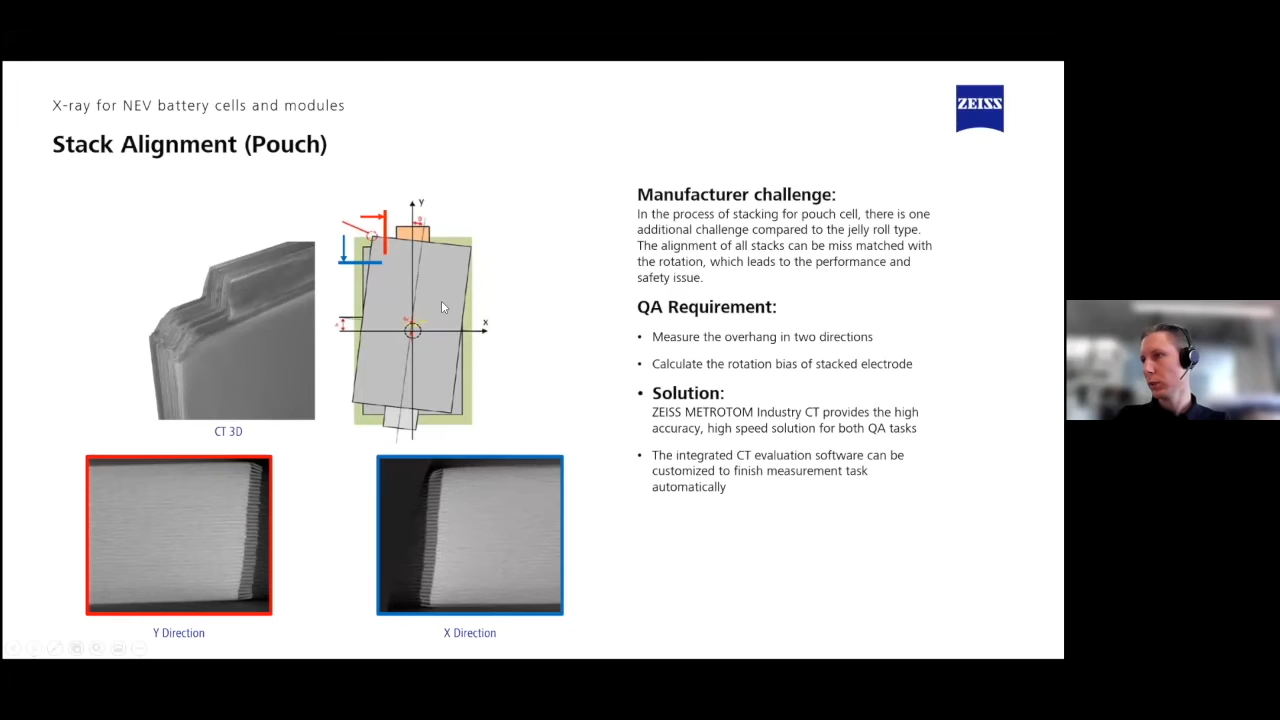 X-ray for NEV battery cells and modules
ZEISS
Stack Alignment (Pouch)
Manufacturer challenge:
In the process of stacking for pouch cell, there is one
additional challenge compared to the jelly roll type.
The alignment of all stacks can be miss matched with
the rotation, which leads to the performance and
safety issue.
QA Requirement:
• Measure the overhang in two directions
• Calculate the rotation bias of stacked electrode
• Solution:
ZEISS METROTOM Industry CT provides the high
accuracy, high speed solution for both QA tasks
• The integrated CT evaluation software can be
customized to finish measurement task
automatically
y
x
CT 3D
Y Direction
X Direction